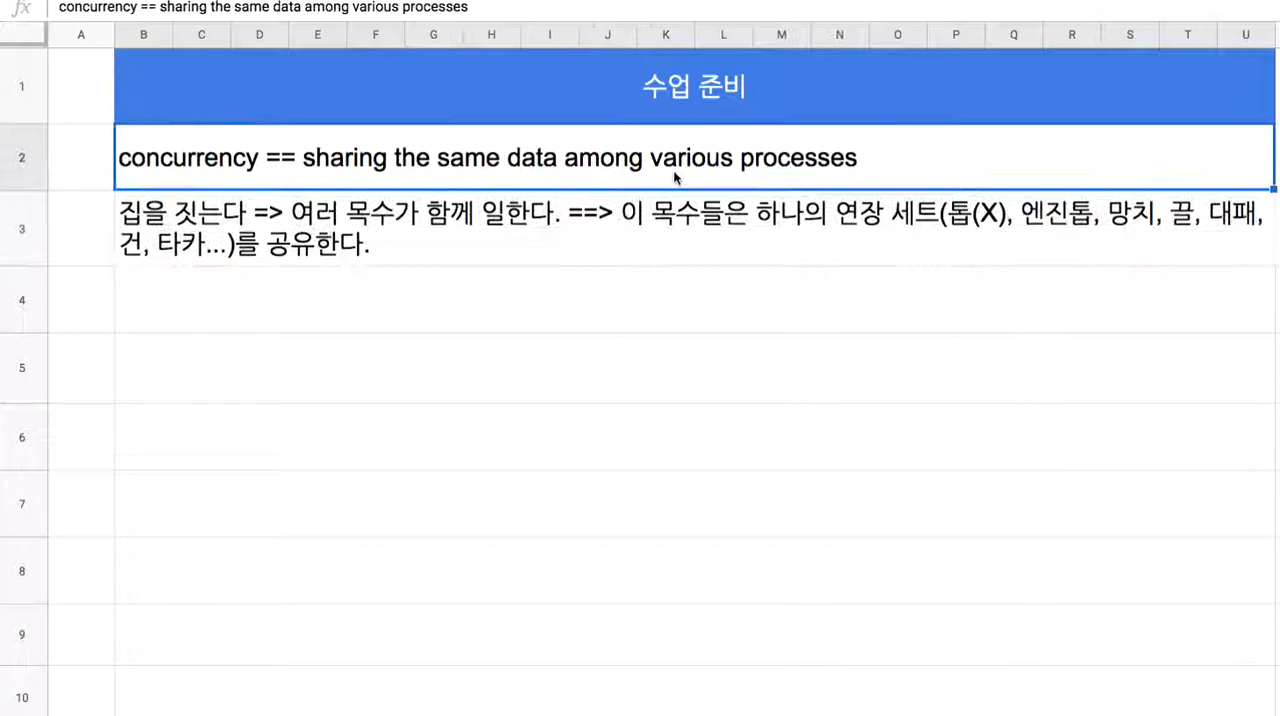 fx concurrency == sharing the same data among various processes
A B C D E F G H I J K L M N O P Q R S T U
1 수업 준비
2 concurrency == sharing the same data among various processes
3 집을 짓는다 => 여러 목수가 함께 일한다. ==> 이 목수들은 하나의 연장 세트(톱(X), 엔진톱, 망치, 끌, 대패,
건, 타카...)를 공유한다.
4
5
6
7
8
9
10